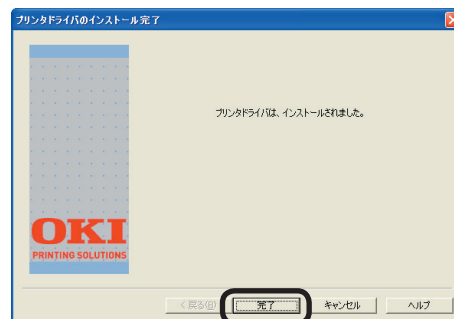 プリンタドライバのインストール完了
プリンタドライバは、インストールされました。
OKI
PRINTING SOLUTIONS
< 戻る(B)
完了
キャンセル
ヘルプ